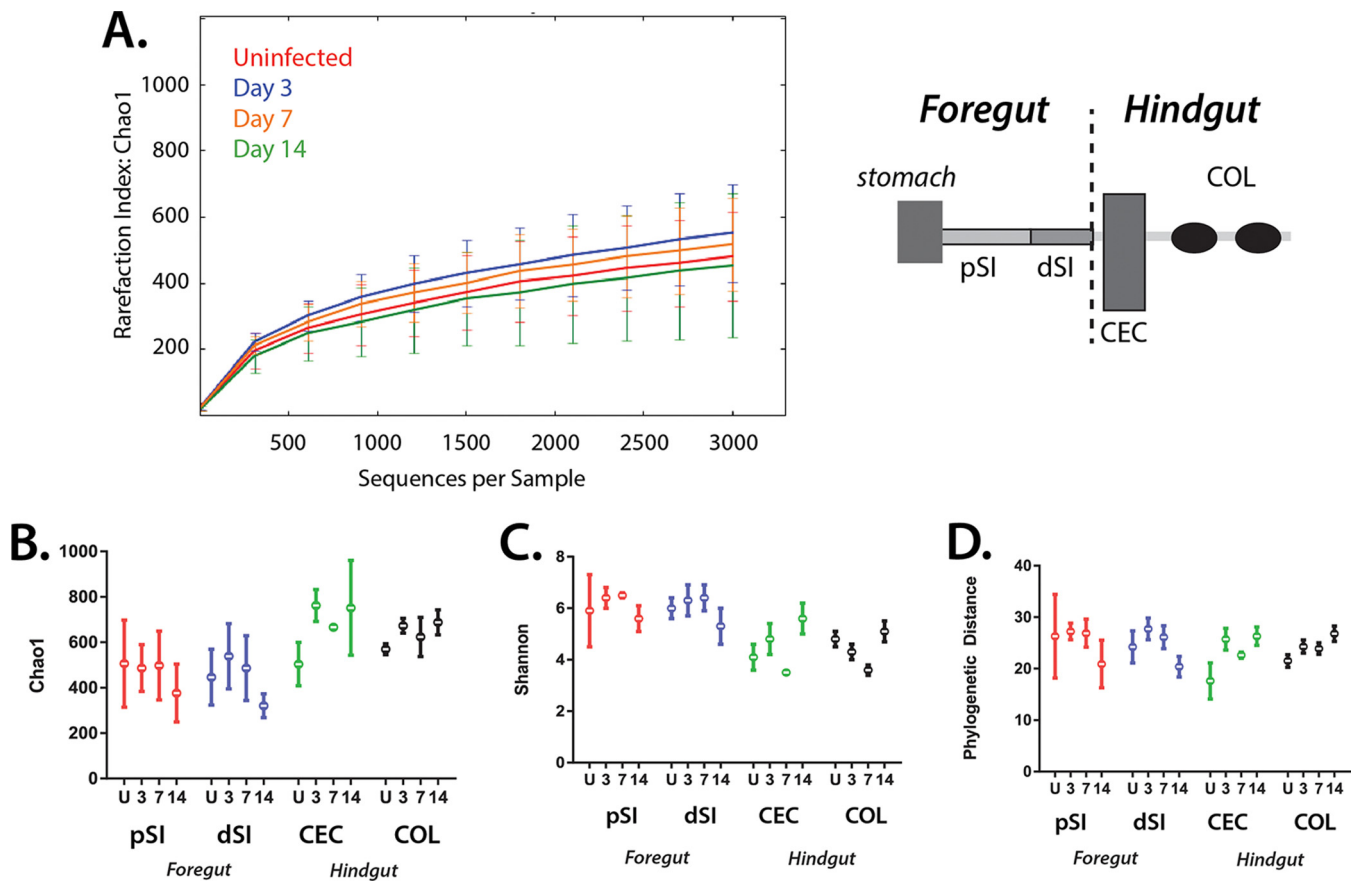 A.
Uninfected
Day 3
Day 7
Day 14
Rarefaction Index: Chao1
1000
800
600
400
200
500 1000 1500 2000 2500 3000
Sequences per Sample
Foregut Hindgut
stomach COL
pSI dSI
CEC
B.
Chao1
1000
800
600
400
200
0
U 3 7 14 U 3 7 14 U 3 7 14 U 3 7 14
pSI dSI CEC COL
Foregut Hindgut
C.
Shannon
8
6
4
2
0
U 3 7 14 U 3 7 14 U 3 7 14 U 3 7 14
pSI dSI CEC COL
Foregut Hindgut
D.
Phylogenetic Distance
40
30
20
10
0
U 3 7 14 U 3 7 14 U 3 7 14 U 3 7 14
pSI dSI CEC COL
Foregut Hindgut